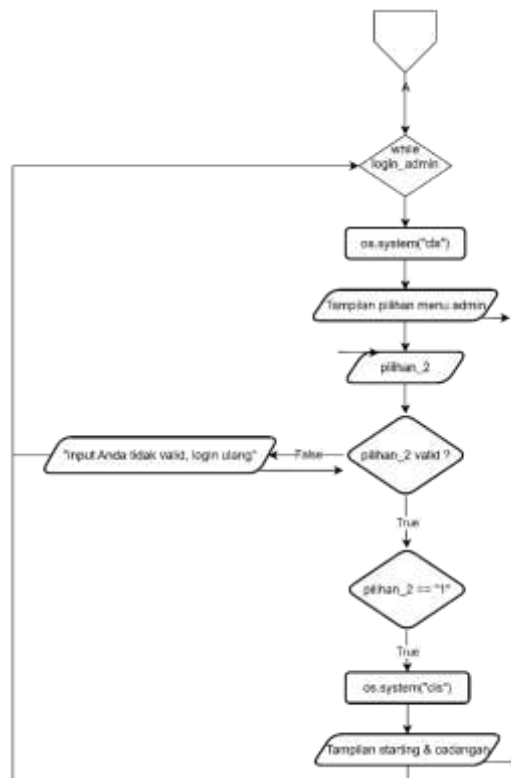 A
while
login_admin
os.system("cls")
Tampilan pilihan menu admin
pilihan_2
"Input Anda tidak valid, login ulang"
False
pilihan_2 valid ?
True
pilihan_2 == "1"
True
os.system("cls")
Tampilan starting & cadangan